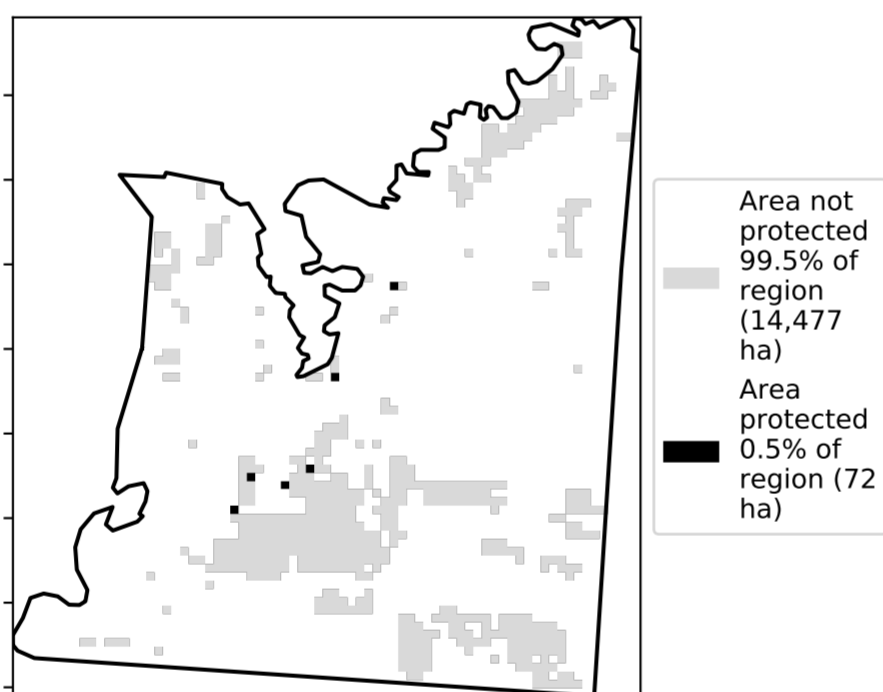 Area not
protected
99.5% of
region
(14,477
ha)
Area
protected
0.5% of
region (72
ha)